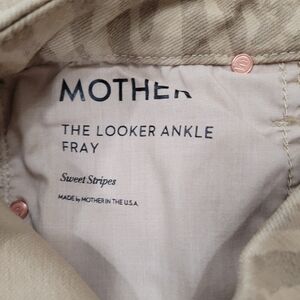 MOTHER
THE LOOKER ANKLE
FRAY
Sweet Stripes
MADE by MOTHER IN THE U.S.A.